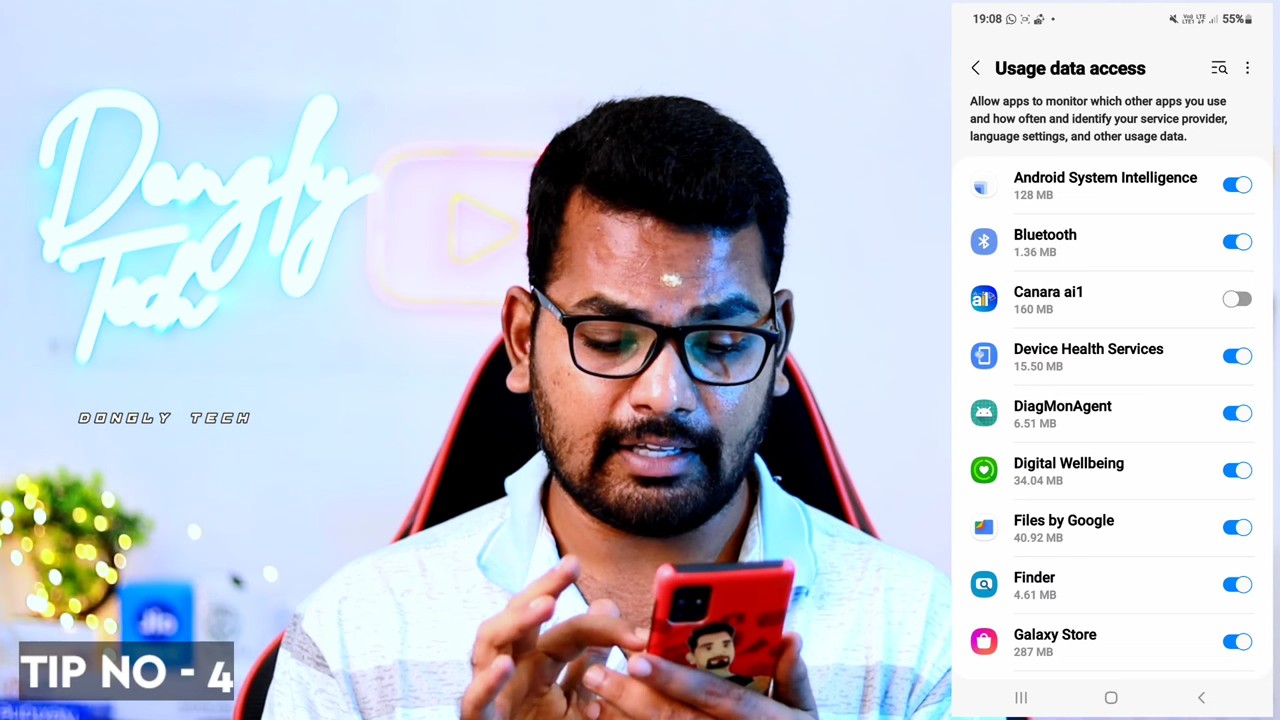 Dongly
Tech
DONGLY TECH
jio
TIP NO - 4
19:08
55%
Usage data access
Allow apps to monitor which other apps you use
and how often and identify your service provider,
language settings, and other usage data.
Android System Intelligence
128 MB
Bluetooth
1.36 MB
ai1
Canara ai1
160 MB
Device Health Services
15.50 MB
DiagMonAgent
6.51 MB
Digital Wellbeing
34.04 MB
Files by Google
40.92 MB
Finder
4.61 MB
Galaxy Store
287 MB